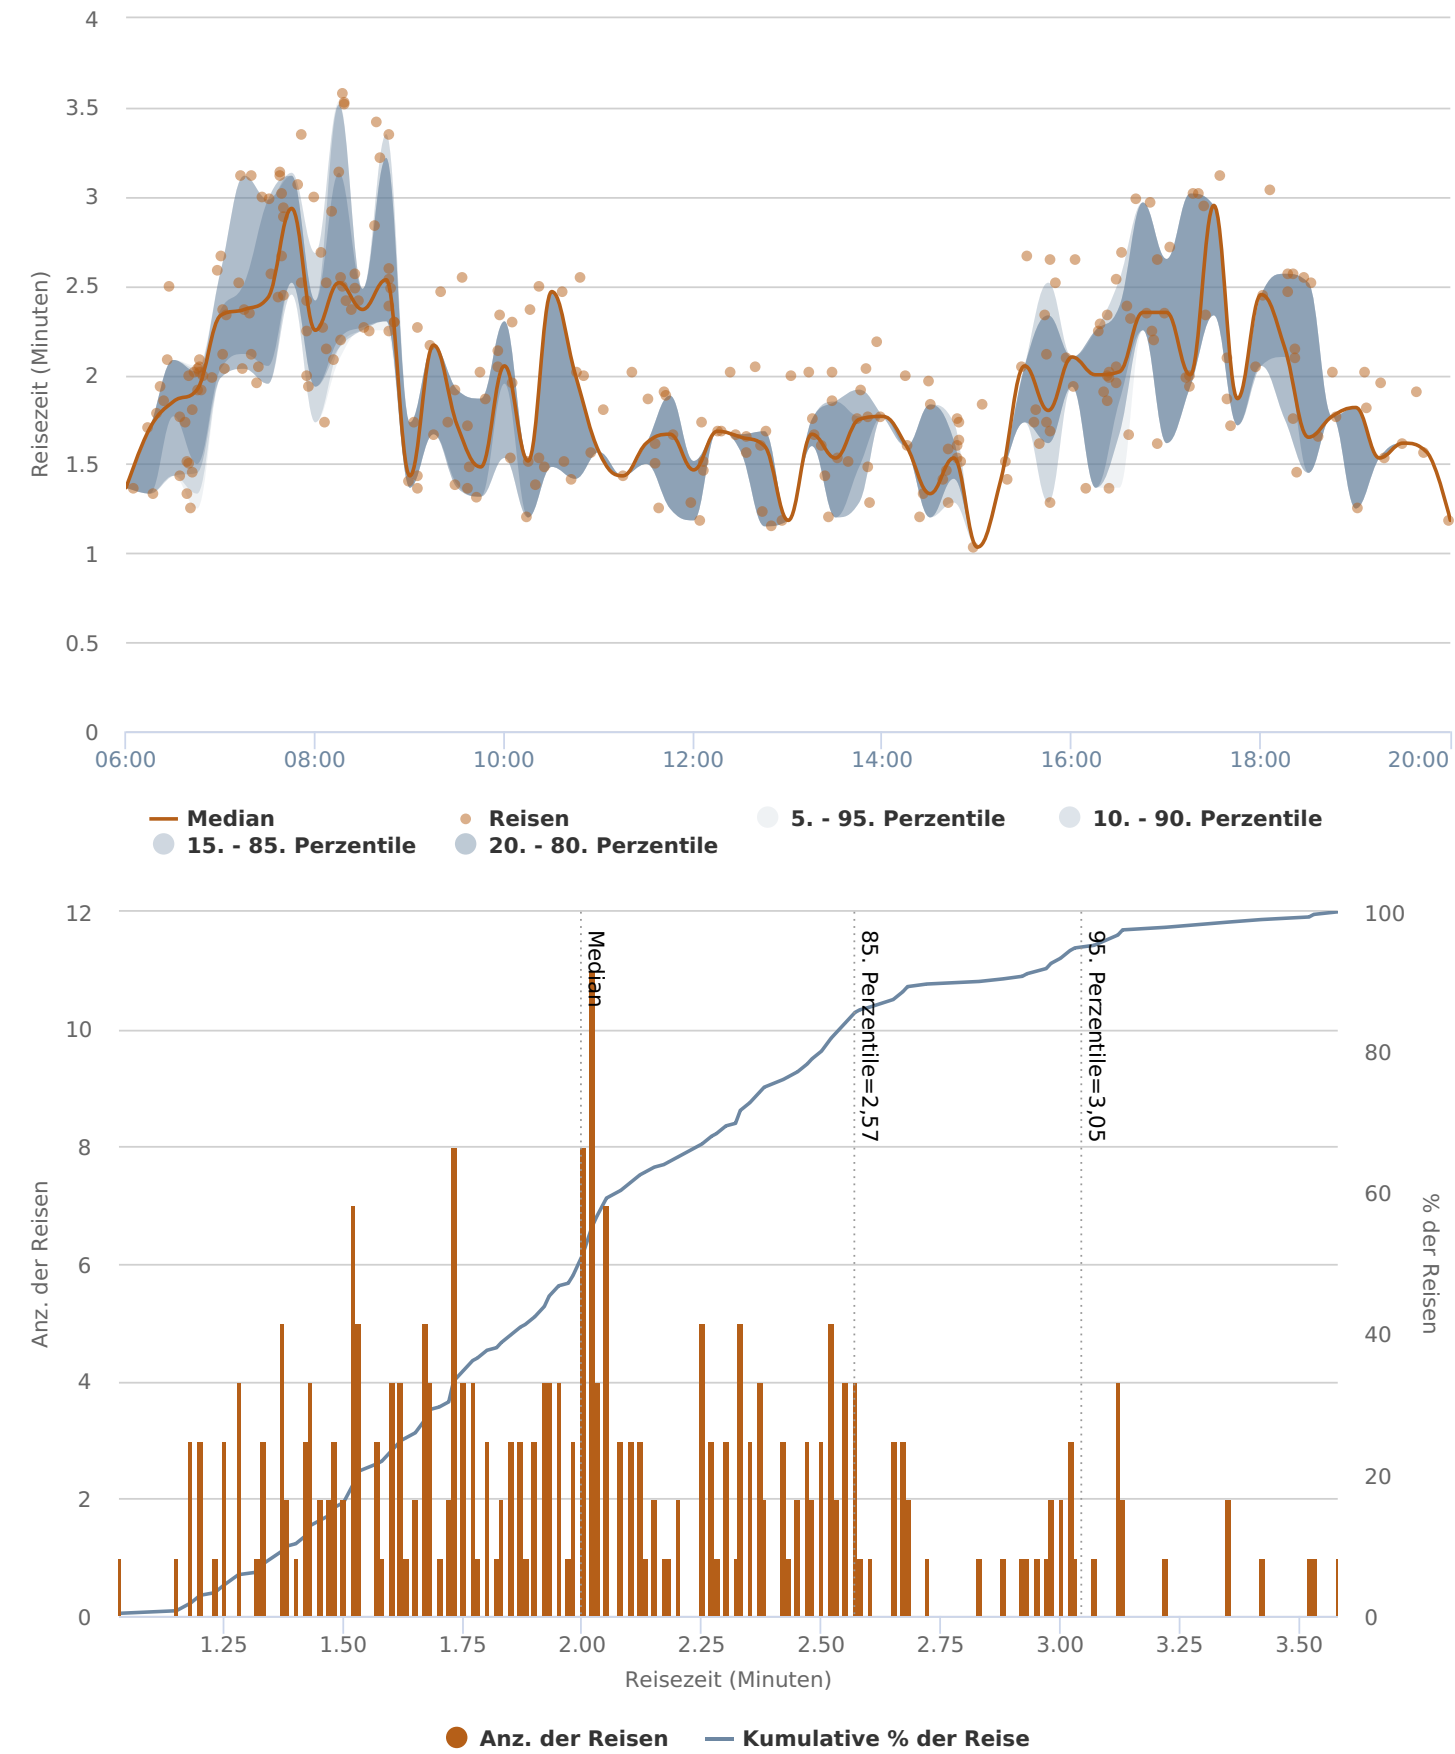 4
3.5
3
2.5
2
1.5
1
0.5
0
Reisezeit (Minuten)
06:00 08:00 10:00 12:00 14:00 16:00 18:00 20:00
Median Reisen 5. - 95. Perzentile 10. - 90. Perzentile
15. - 85. Perzentile 20. - 80. Perzentile
12
10
8
6
4
2
0
Anz. der Reisen
Median
85. Perzentile=2,57
95. Perzentile=3,05
100
80
60
40
20
0
% der Reisen
1.25 1.50 1.75 2.00 2.25 2.50 2.75 3.00 3.25 3.50
Reisezeit (Minuten)
Anz. der Reisen Kumulative % der Reise